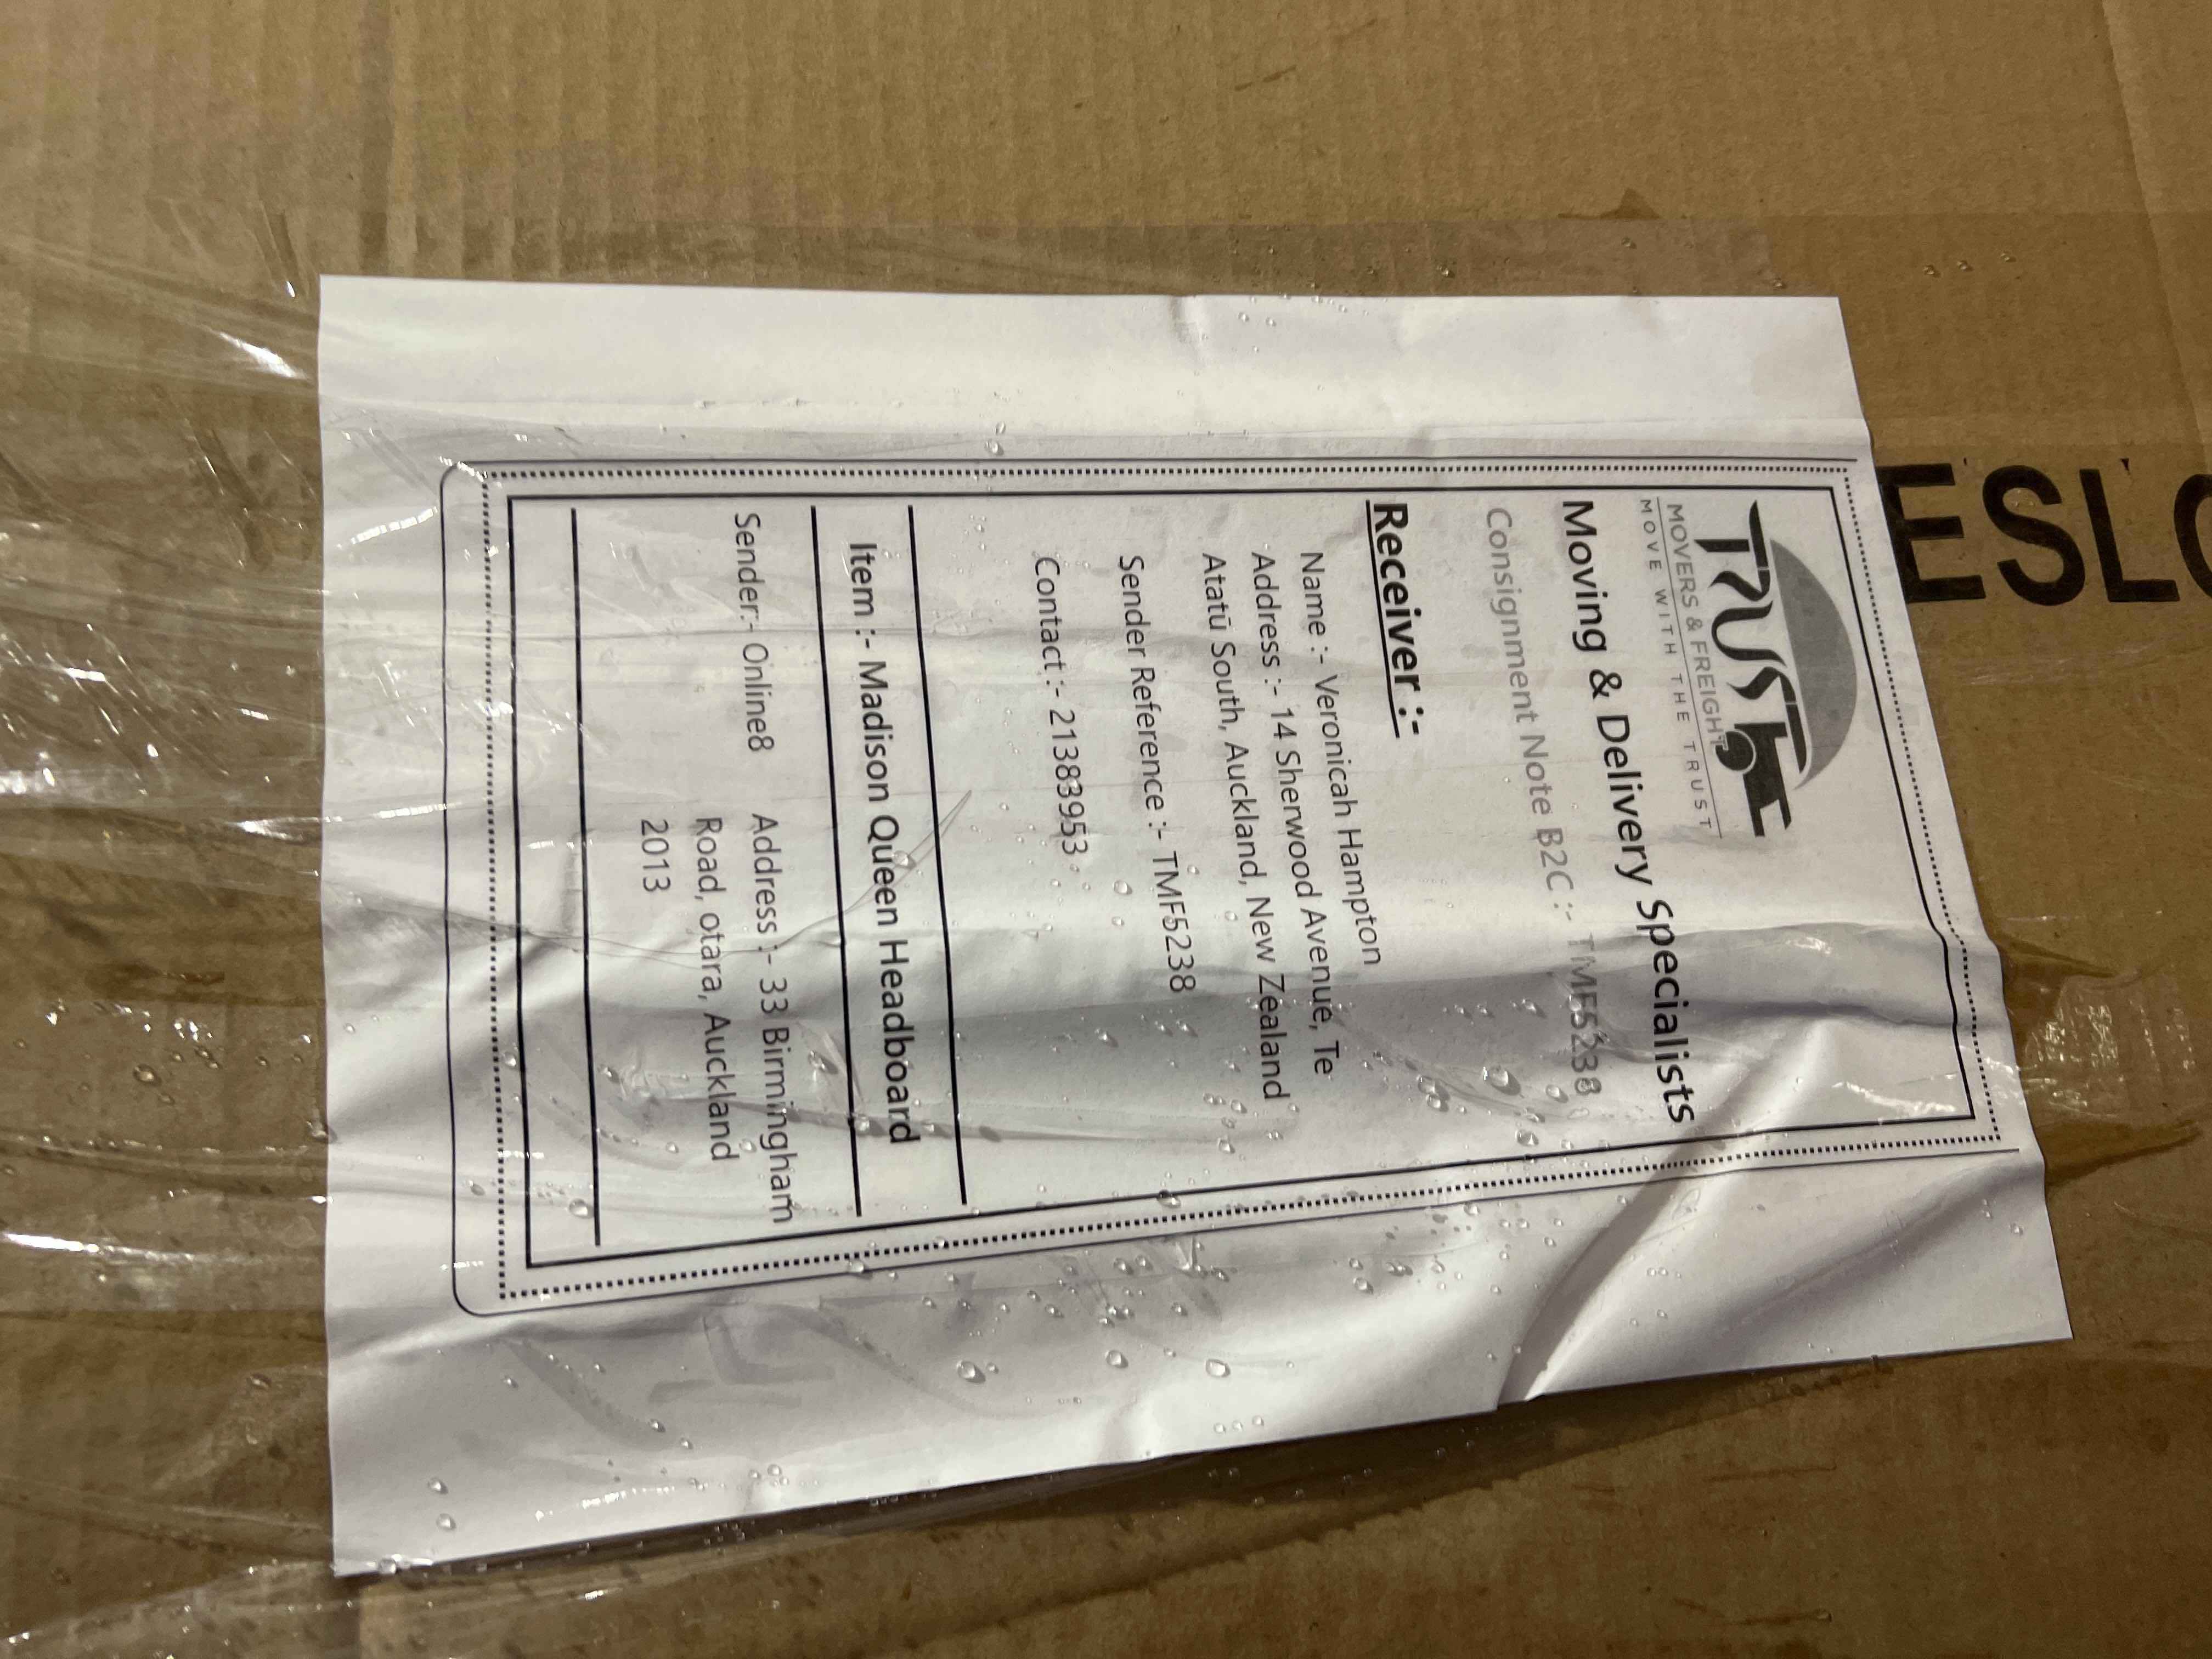 TRUST
MOVERS & FREIGHT
MOVE WITH THE TRUST
Moving & Delivery Specialists
Consignment Note B2C :- TMF5238
Receiver :-
Name :- Veronicah Hampton
Address :- 14 Sherwood Avenue, Te
Atatū South, Auckland, New Zealand
Sender Reference :- TMF5238
Contact :- 21383953
Item :- Madison Queen Headboard
Sender:- Online8 Address :- 33 Birmingham
Road, otara, Auckland
2013